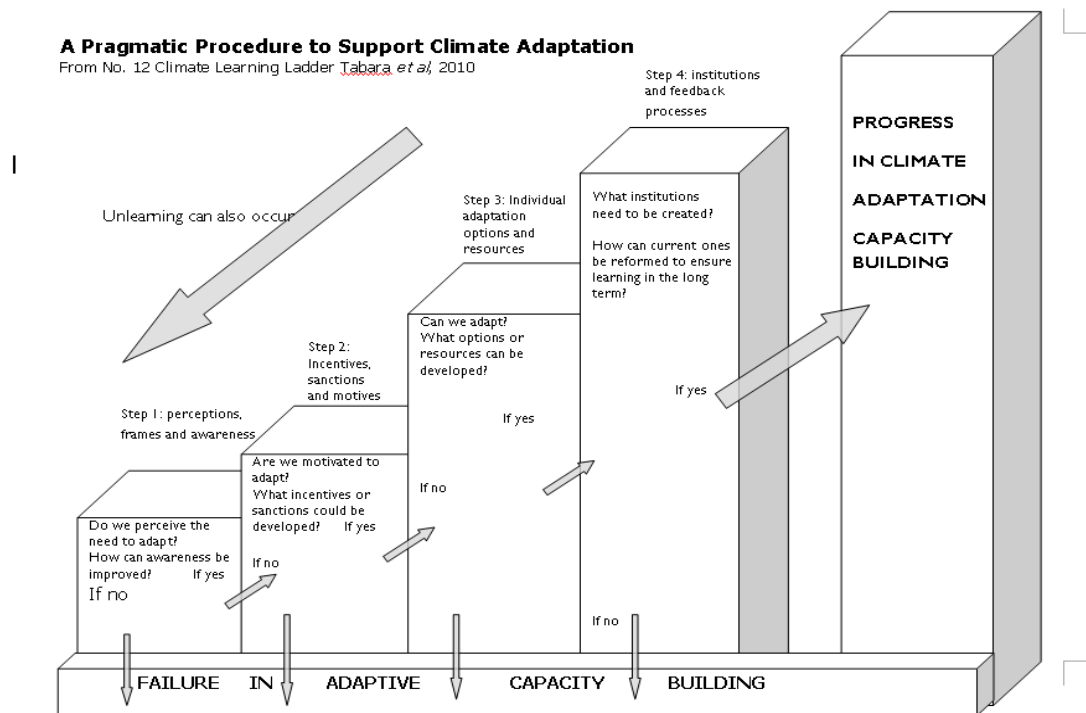 A Pragmatic Procedure to Support Climate Adaptation
From No. 12 Climate Learning Ladder Tabara et al, 2010
Unlearning can also occur
Step 1: perceptions,
frames and awareness
Do we perceive the
need to adapt?
How can awareness be
improved? If yes
If no
Step 2:
Incentives,
sanctions
and motives
Are we motivated to
adapt?
What incentives or
sanctions could be
developed? If yes
If no
Step 3: Individual
adaptation
options and
resources
Can we adapt?
What options or
resources can be
developed?
If yes
If no
Step 4: institutions
and feedback
processes
What institutions
need to be created?
How can current ones
be reformed to ensure
learning in the long
term?
If yes
If no
PROGRESS
IN CLIMATE
ADAPTATION
CAPACITY
BUILDING
FAILURE IN ADAPTIVE CAPACITY BUILDING